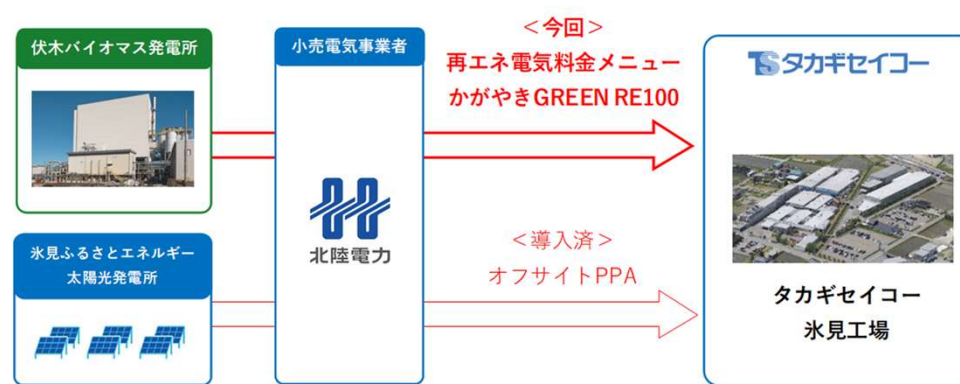 伏木バイオマス発電所
小売電気事業者
北陸電力
氷見ふるさとエネルギー
太陽光発電所
＜今回＞
再エネ電気料金メニュー
かがやきGREEN RE100
＜導入済＞
オフサイトPPA
TSタカギセイコー
タカギセイコー
氷見工場